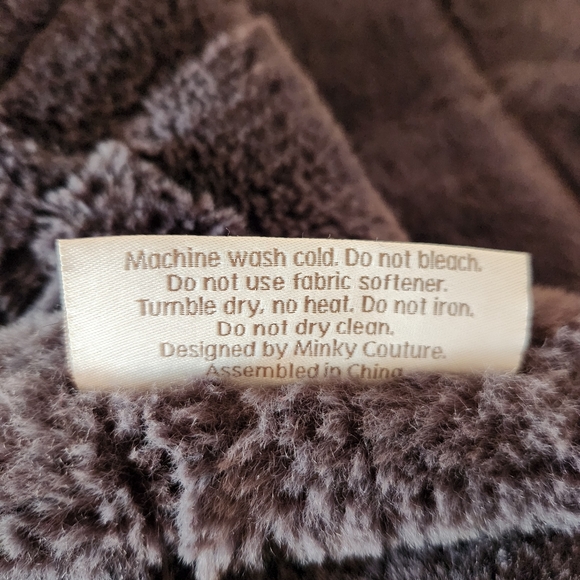 Machine wash cold. Do not bleach.
Do not use fabric softener.
Tumble dry, no heat. Do not iron.
Do not dry clean.
Designed by Minky Couture.
Assembled in China